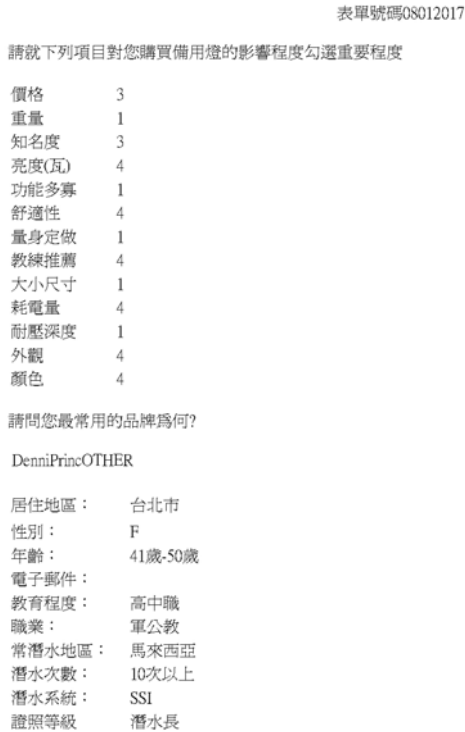 表單號碼08012017
請就下列項目對您購買備用燈的影響程度勾選重要程度
價格 3
重量 1
知名度 3
亮度(瓦) 4
功能多寡 1
舒適性 4
量身定做 1
教練推薦 4
大小尺寸 1
耗電量 4
耐壓深度 1
外觀 4
顏色 4
請問您最常用的品牌爲何?
DenniPrincOTHER
居住地區： 台北市
性別： F
年齡： 41歲-50歲
電子郵件：
教育程度： 高中職
職業： 軍公教
常潛水地區： 馬來西亞
潛水次數： 10次以上
潛水系統： SSI
證照等級 潛水長